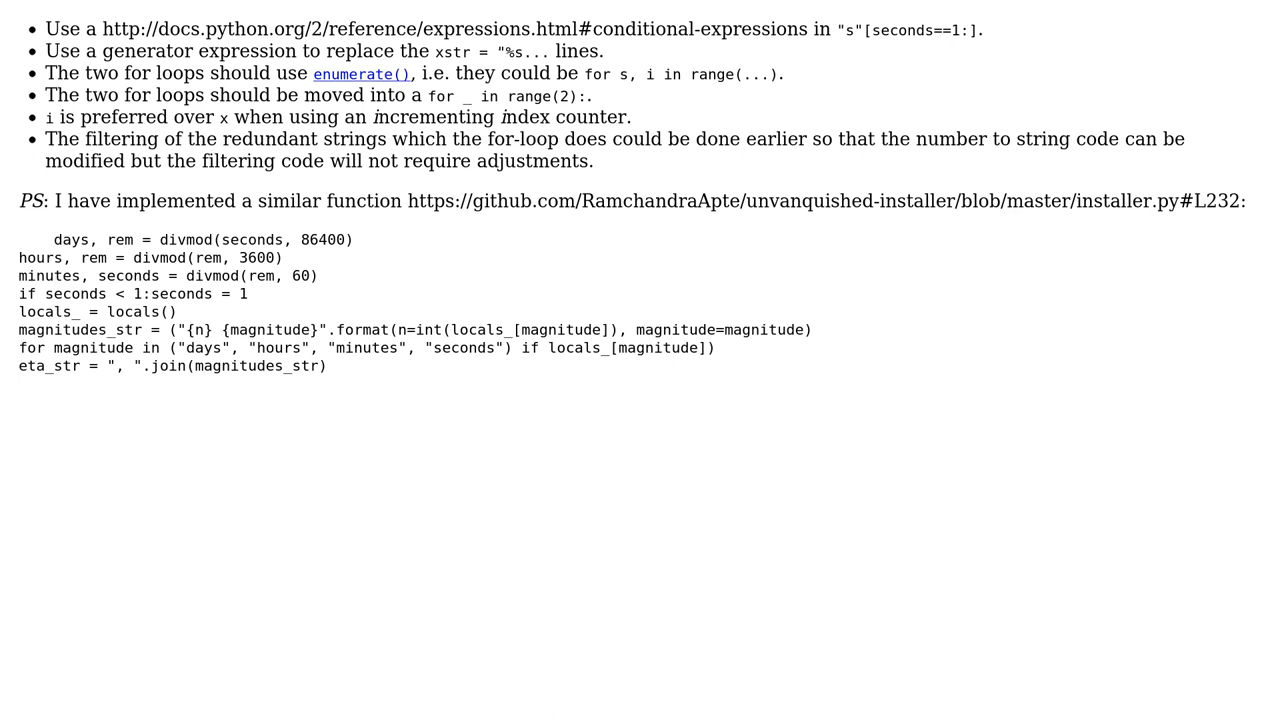 • Use a http://docs.python.org/2/reference/expressions.html#conditional-expressions in "s"[seconds==1:].
• Use a generator expression to replace the xstr = "%s... lines.
• The two for loops should use enumerate(), i.e. they could be for s, i in range(...).
• The two for loops should be moved into a for _ in range(2):.
• i is preferred over x when using an incrementing index counter.
• The filtering of the redundant strings which the for-loop does could be done earlier so that the number to string code can be
modified but the filtering code will not require adjustments.
PS: I have implemented a similar function https://github.com/RamchandraApte/unvanquished-installer/blob/master/installer.py#L232:
    days, rem = divmod(seconds, 86400)
hours, rem = divmod(rem, 3600)
minutes, seconds = divmod(rem, 60)
if seconds < 1:seconds = 1
locals_ = locals()
magnitudes_str = ("{n} {magnitude}".format(n=int(locals_[magnitude]), magnitude=magnitude)
for magnitude in ("days", "hours", "minutes", "seconds") if locals_[magnitude])
eta_str = ", ".join(magnitudes_str)